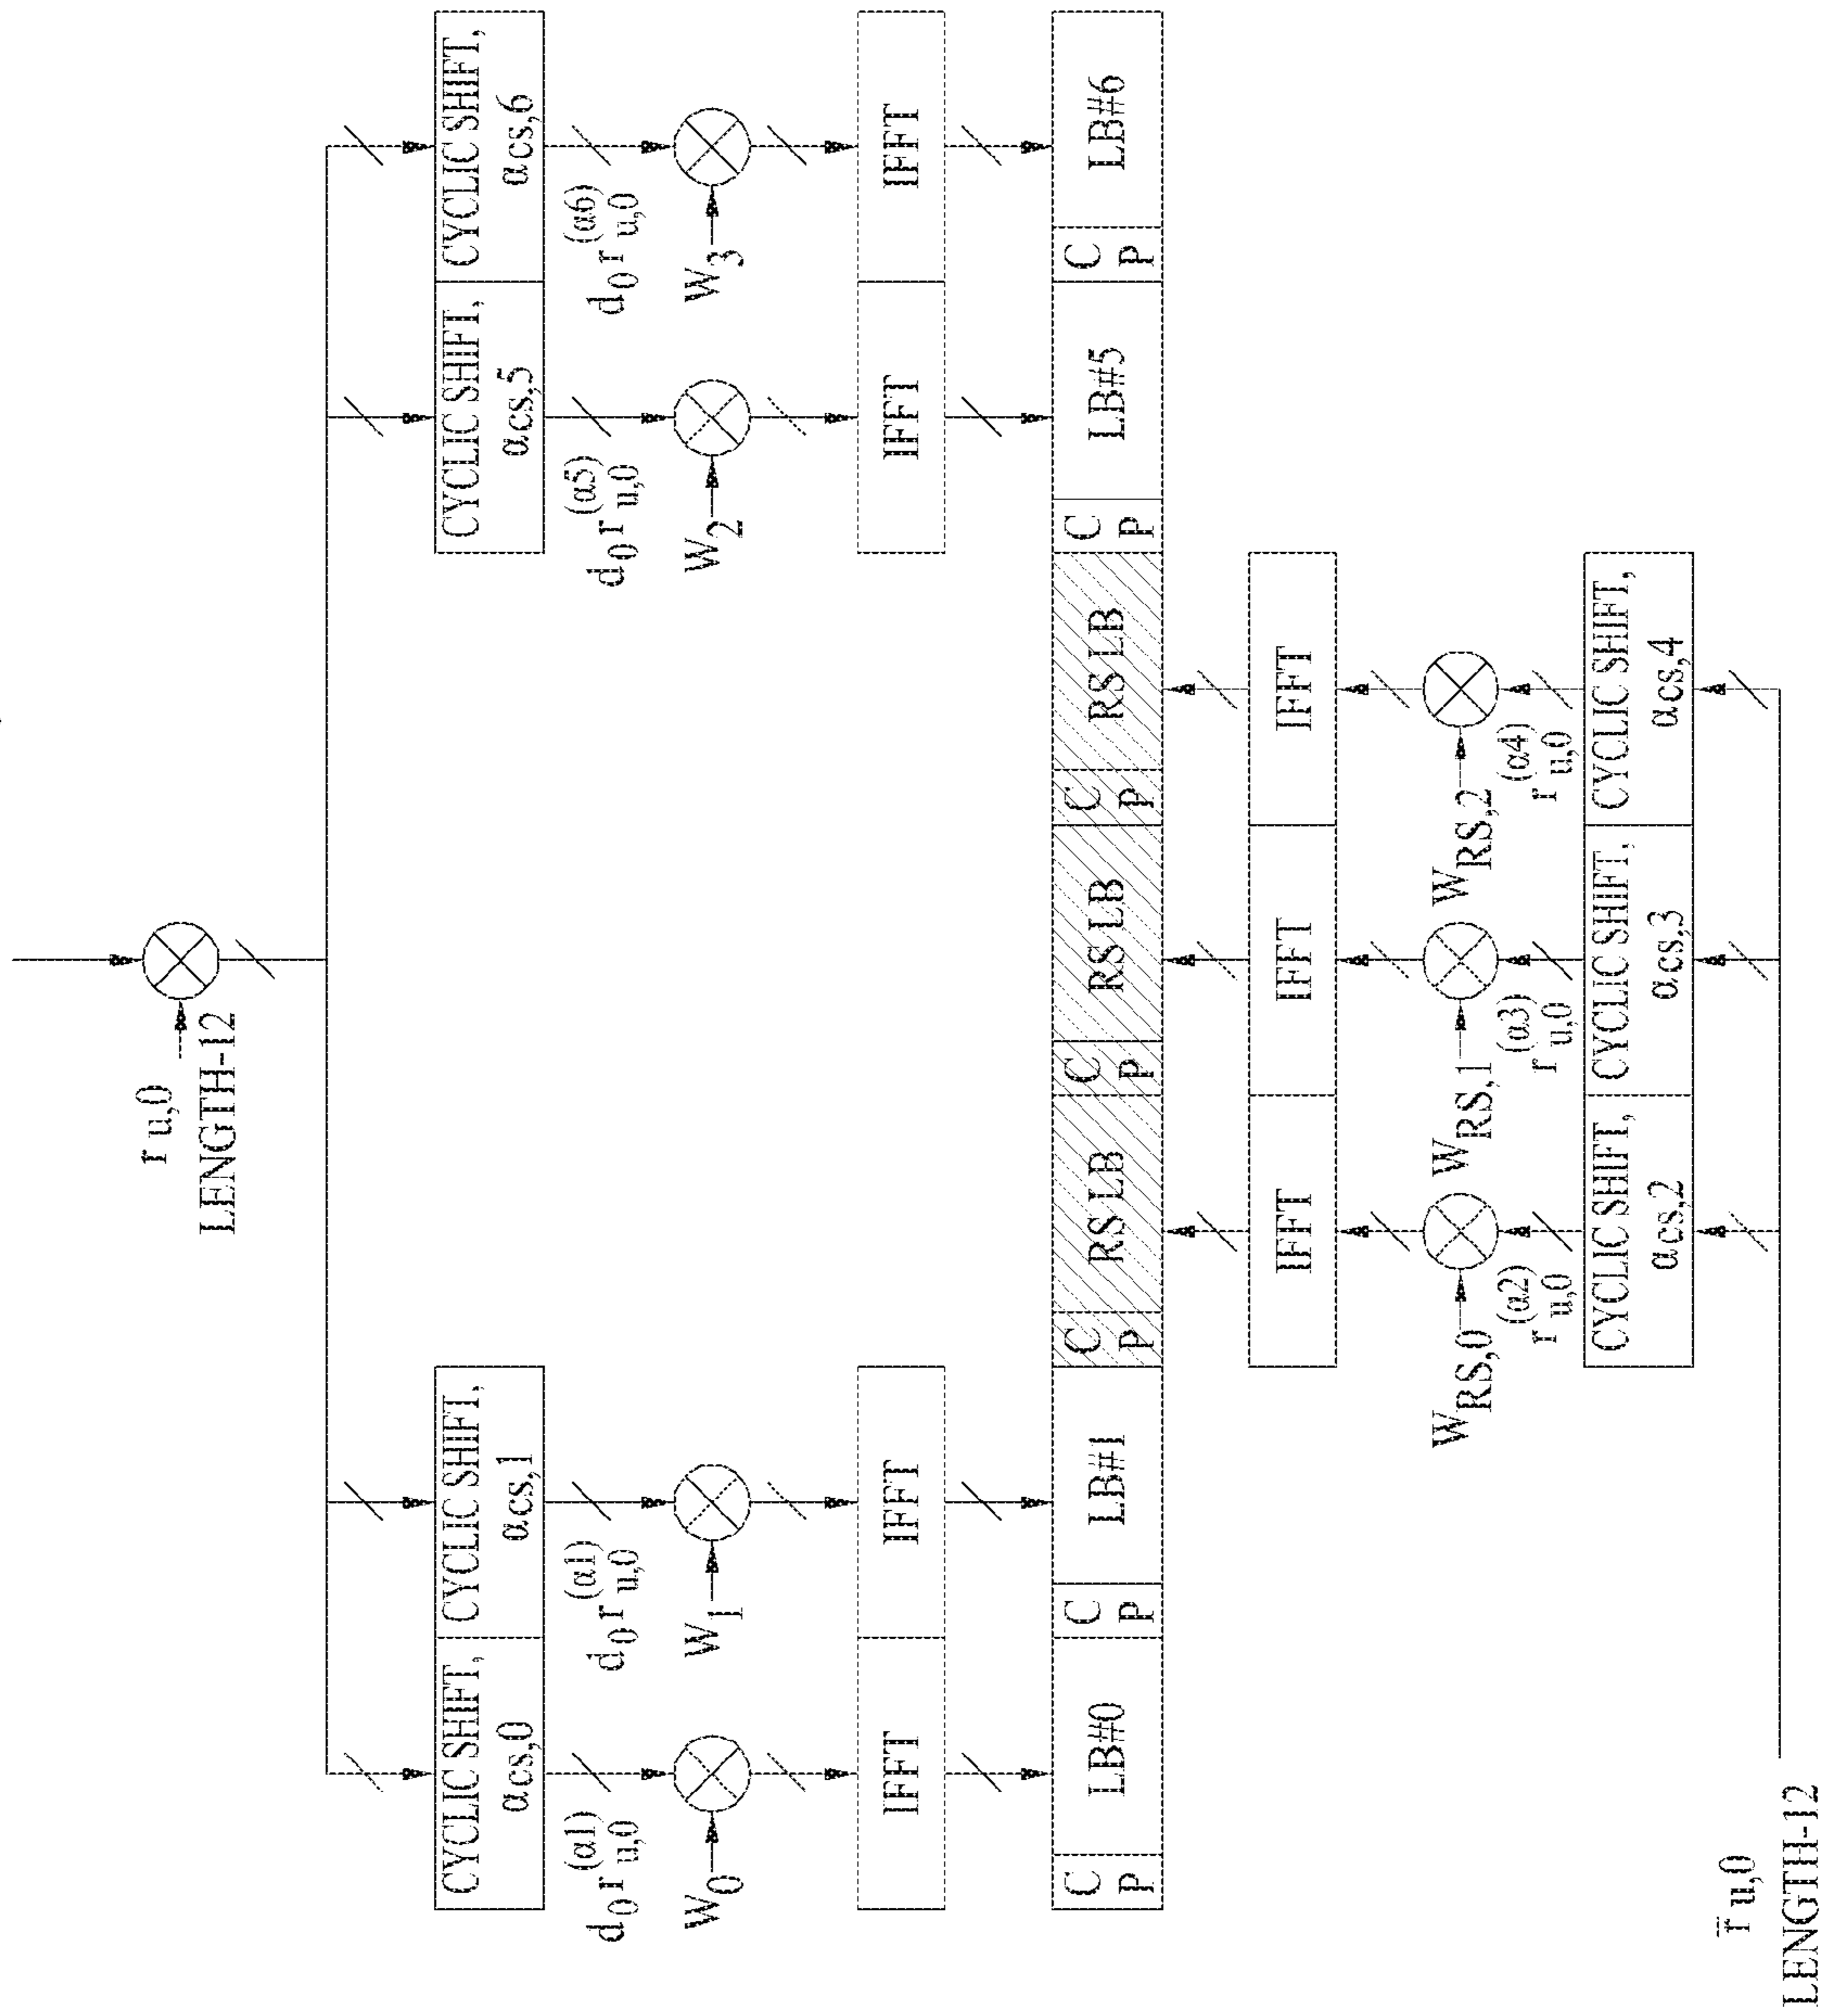 r u,0
LENGTH-12
CYCLIC SHIFT,
αcs,0
CYCLIC SHIFT,
αcs,1
CYCLIC SHIFT,
αcs,5
CYCLIC SHIFT,
αcs,6
d0 r (α1) u,0
d0 r (α1) u,0
d0 r (α5) u,0
d0 r (α6) u,0
W0
W1
W2
W3
IFFT
IFFT
IFFT
IFFT
CP
LB#0
CP
LB#1
CP
RS LB
CP
RS LB
CP
RS LB
CP
LB#5
CP
LB#6
IFFT
IFFT
IFFT
WRS,0
WRS,1
WRS,2
r (α2) u,0
r (α3) u,0
r (α4) u,0
CYCLIC SHIFT,
αcs,2
CYCLIC SHIFT,
αcs,3
CYCLIC SHIFT,
αcs,4
r̄ u,0
LENGTH-12